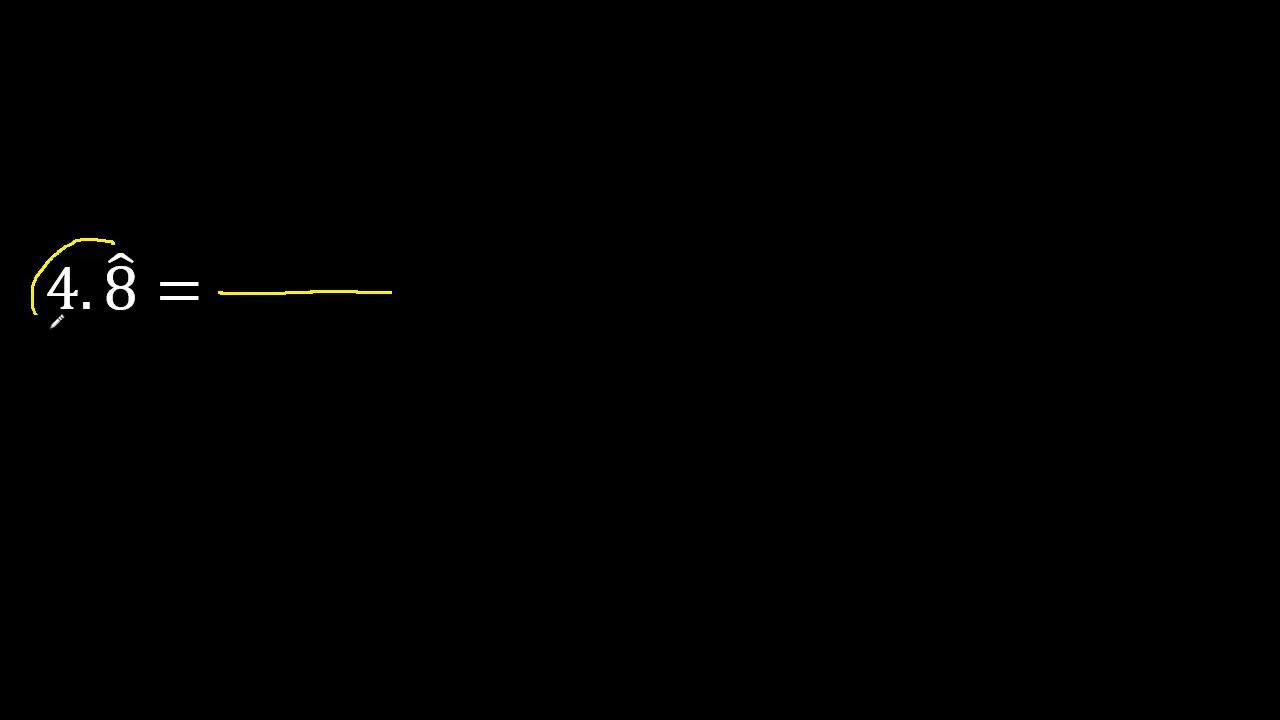 4.8̂ =